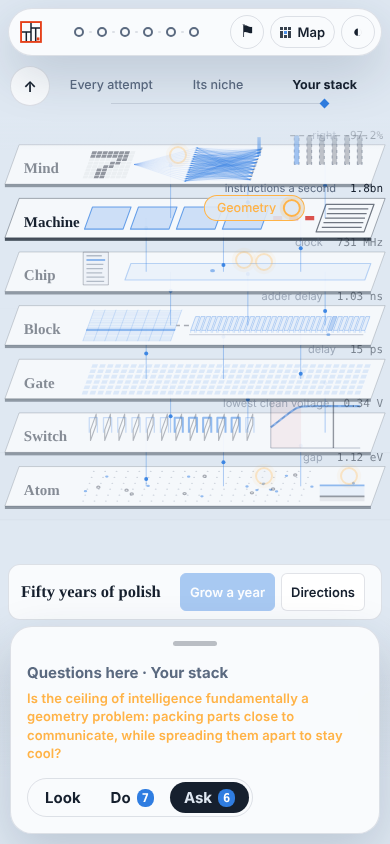 Map
Every attempt
Its niche
Your stack
right 97.2%
Mind
instructions a second 1.8bn
Machine
Geometry
clock 731 MHz
Chip
adder delay 1.03 ns
Block
delay 15 ps
Gate
lowest clean voltage 0.34 V
Switch
gap 1.12 eV
Atom
Fifty years of polish
Grow a year
Directions
Questions here · Your stack
Is the ceiling of intelligence fundamentally a
geometry problem: packing parts close to
communicate, while spreading them apart to stay
cool?
Look
Do 7
Ask 6